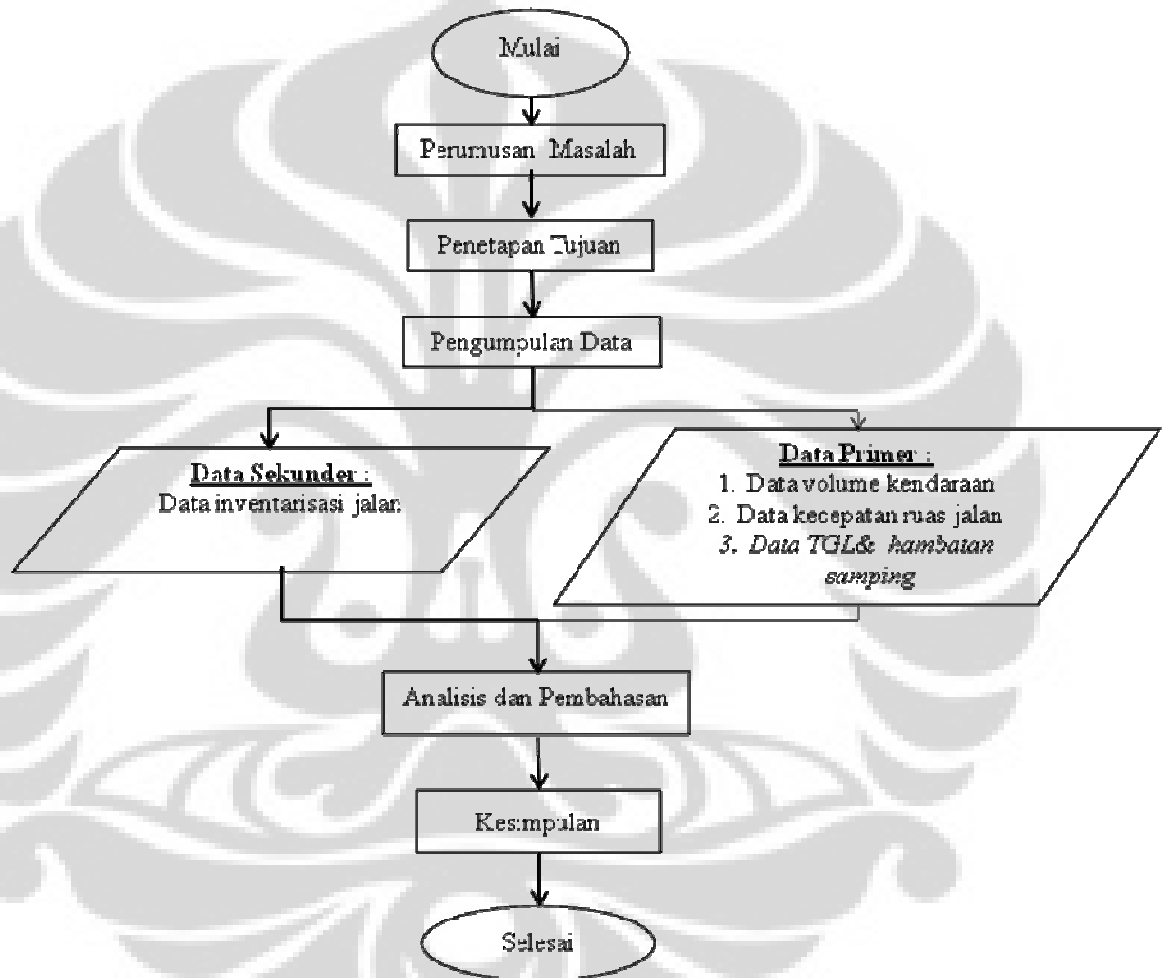 Mulai
Perumusan Masalah
Penetapan Tujuan
Pengumpulan Data
Data Sekunder :
Data inventarisasi jalan
Data Primer :
1. Data volume kendaraan
2. Data kecepatan ruas jalan
3. Data TGL& hambatan
samping
Analisis dan Pembahasan
Kesimpulan
Selesai